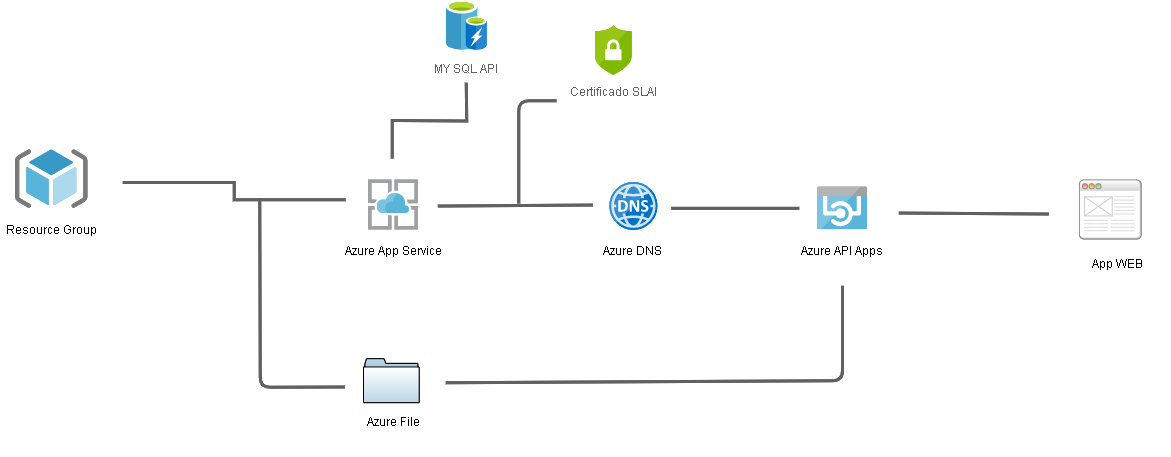 MY SQL API
Certificado SLAI
Resource Group
Azure App Service
DNS
Azure DNS
Azure API Apps
App WEB
Azure File